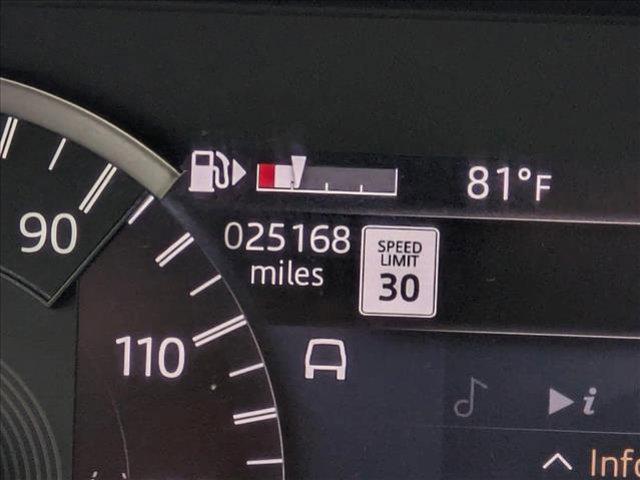 81°F
025168
miles
SPEED
LIMIT
30
90
110
i
Info